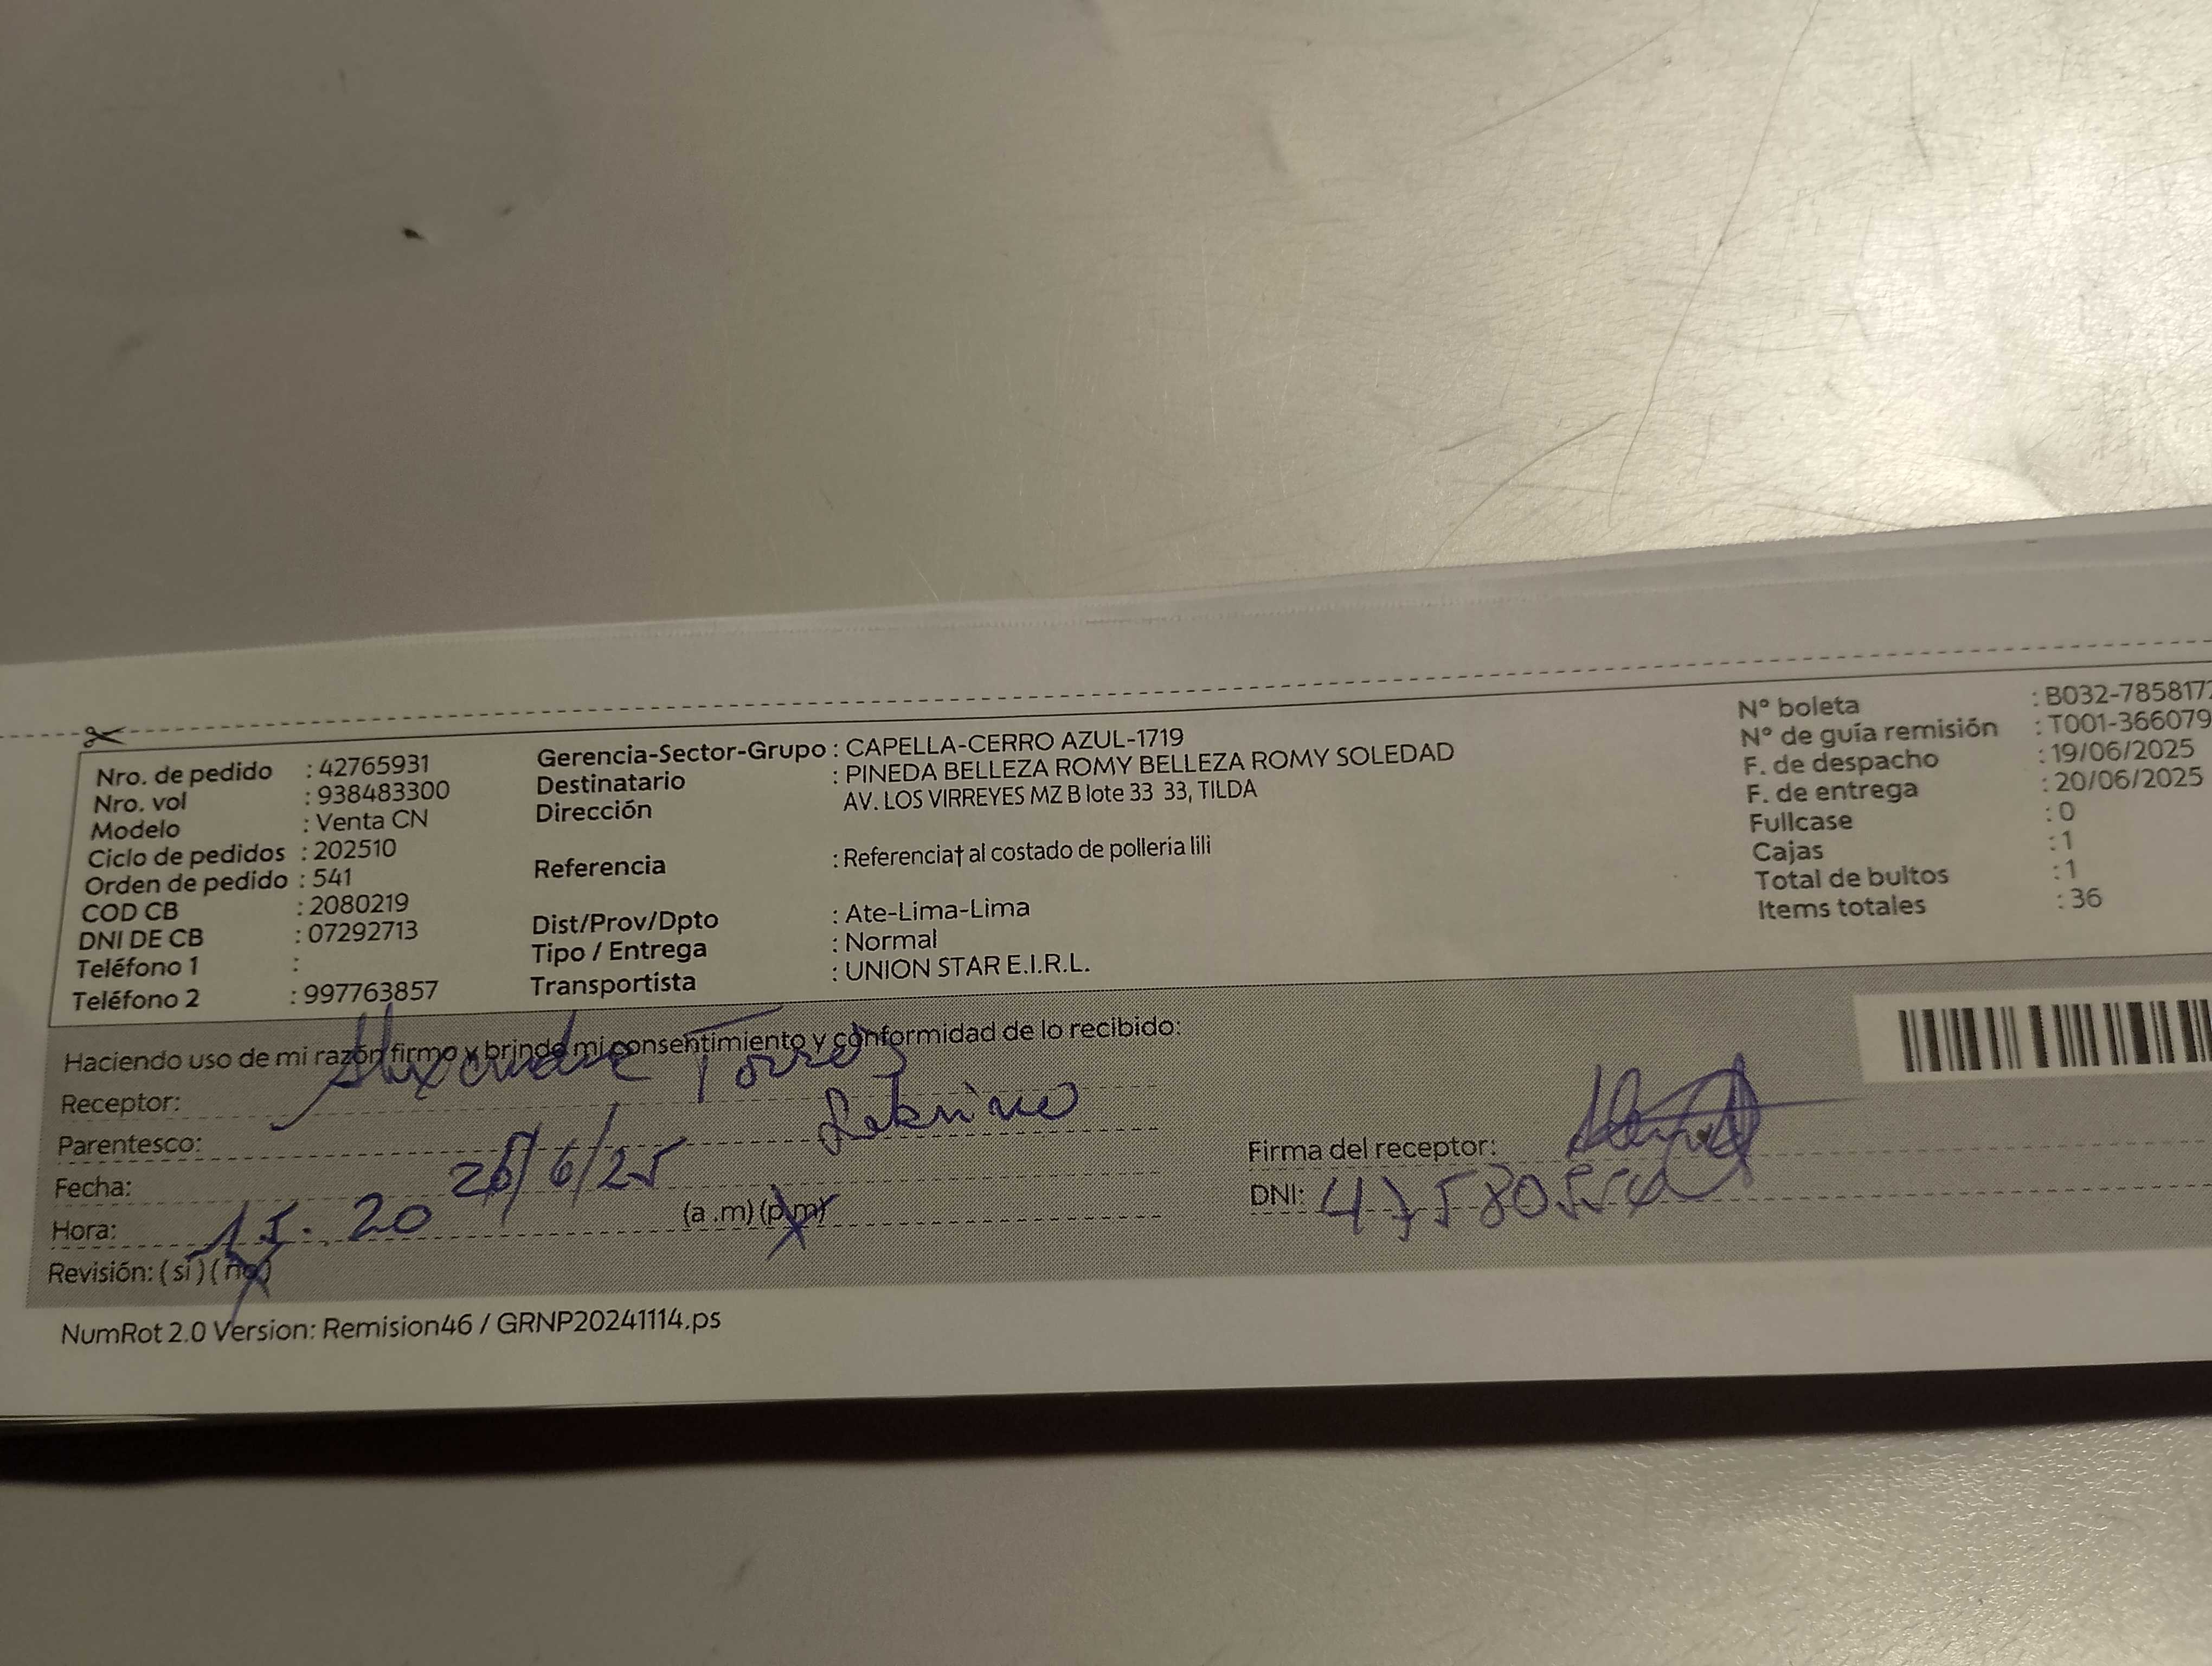 Nro. de pedido : 42765931
Nro. vol : 938483300
Modelo : Venta CN
Ciclo de pedidos : 202510
Orden de pedido : 541
COD CB : 2080219
DNI DE CB : 07292713
Teléfono 1 :
Teléfono 2 : 997763857
Gerencia-Sector-Grupo : CAPELLA-CERRO AZUL-1719
Destinatario : PINEDA BELLEZA ROMY BELLEZA ROMY SOLEDAD
Dirección AV. LOS VIRREYES MZ B lote 33 33, TILDA
Referencia : Referencia† al costado de polleria lili
Dist/Prov/Dpto : Ate-Lima-Lima
Tipo / Entrega : Normal
Transportista : UNION STAR E.I.R.L.
N° boleta : B032-785817
N° de guía remisión : T001-366079
F. de despacho : 19/06/2025
F. de entrega : 20/06/2025
Fullcase : 0
Cajas : 1
Total de bultos : 1
Items totales : 36
Haciendo uso de mi razón firmo y brindo mi consentimiento y conformidad de lo recibido:
Receptor: Torres
Parentesco:
Fecha: /6/25
Hora: 15.20 (a .m) (p.m)
Revisión: (si) (no)
Firma del receptor:
DNI:
NumRot 2.0 Version: Remision46 / GRNP20241114.ps